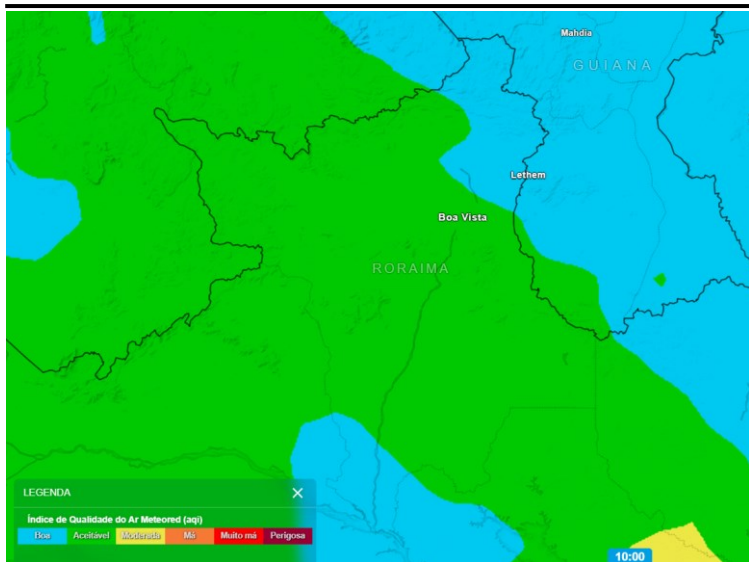 Mahdia
GUIANA
Lethem
Boa Vista
RORAIMA
LEGENDA
Índice de Qualidade do Ar Meteored (aqi)
Boa Aceitável Moderada Má Muito má Perigosa
10:00